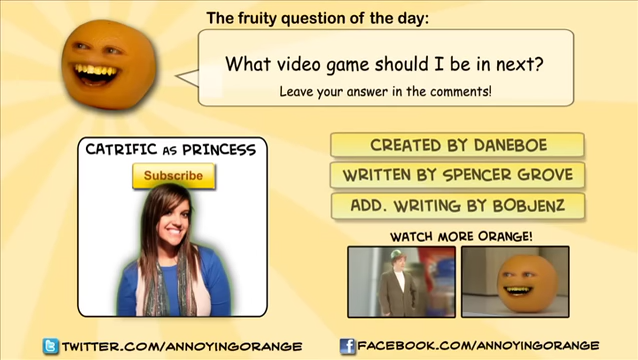 The fruity question of the day:
What video game should I be in next?
Leave your answer in the comments!
CATRIFIC AS PRINCESS
Subscribe
CREATED BY DANEBOE
WRITTEN BY SPENCER GROVE
ADD. WRITING BY BOBJENZ
WATCH MORE ORANGE!
TWITTER.COM/ANNOYINGORANGE
FACEBOOK.COM/ANNOYINGORANGE